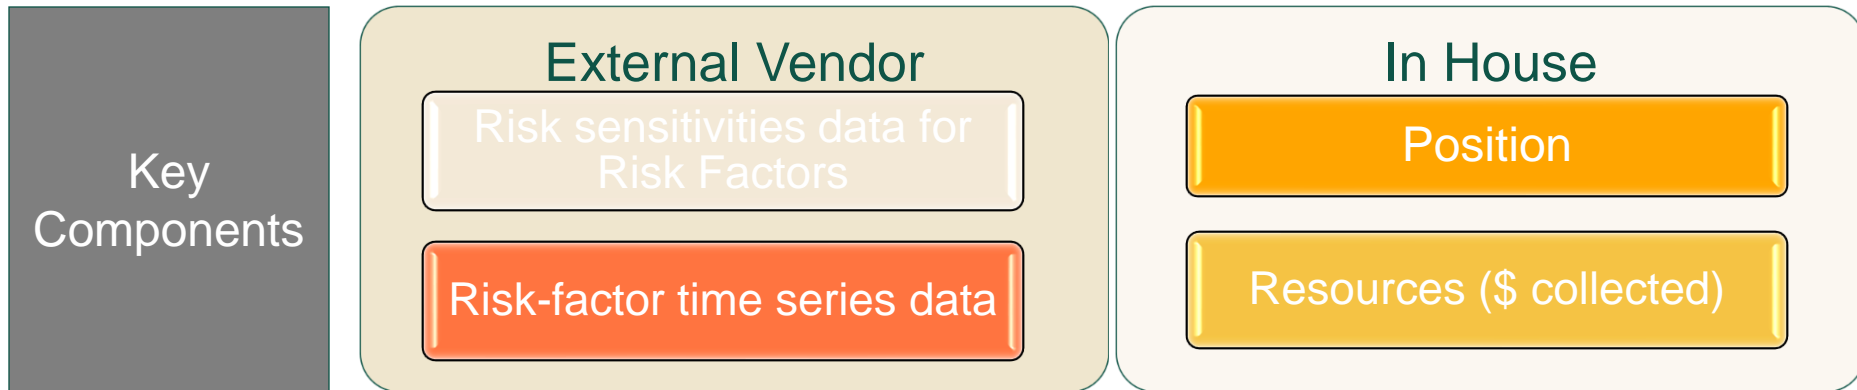 Key
Components
External Vendor
Risk sensitivities data for
Risk Factors
Risk-factor time series data
In House
Position
Resources ($ collected)